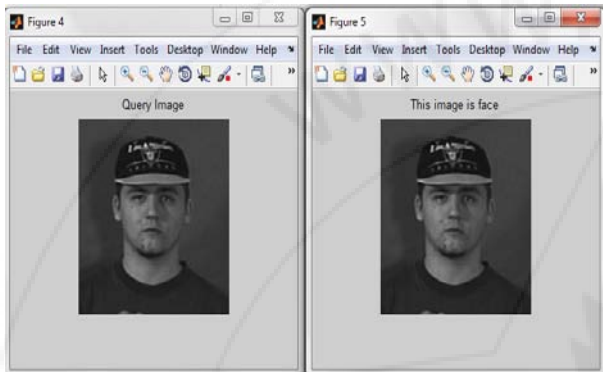 Figure 4
File Edit View Insert Tools Desktop Window Help
Query Image
Figure 5
File Edit View Insert Tools Desktop Window Help
This image is face